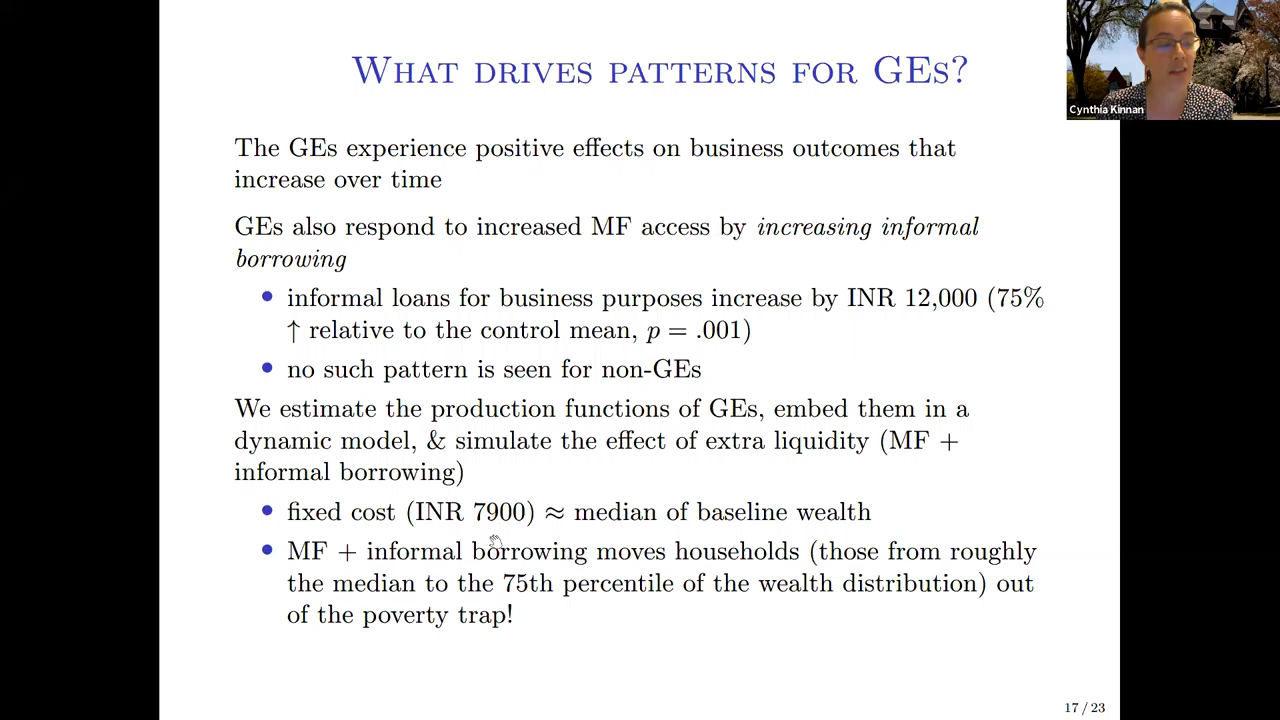 WHAT DRIVES PATTERNS FOR GES?
Cynthia Kinnan
The GEs experience positive effects on business outcomes that
increase over time
GEs also respond to increased MF access by increasing informal
borrowing
• informal loans for business purposes increase by INR 12,000 (75%
↑ relative to the control mean, p = .001)
• no such pattern is seen for non-GEs
We estimate the production functions of GEs, embed them in a
dynamic model, & simulate the effect of extra liquidity (MF +
informal borrowing)
• fixed cost (INR 7900) ≈ median of baseline wealth
• MF + informal borrowing moves households (those from roughly
the median to the 75th percentile of the wealth distribution) out
of the poverty trap!
17 / 23